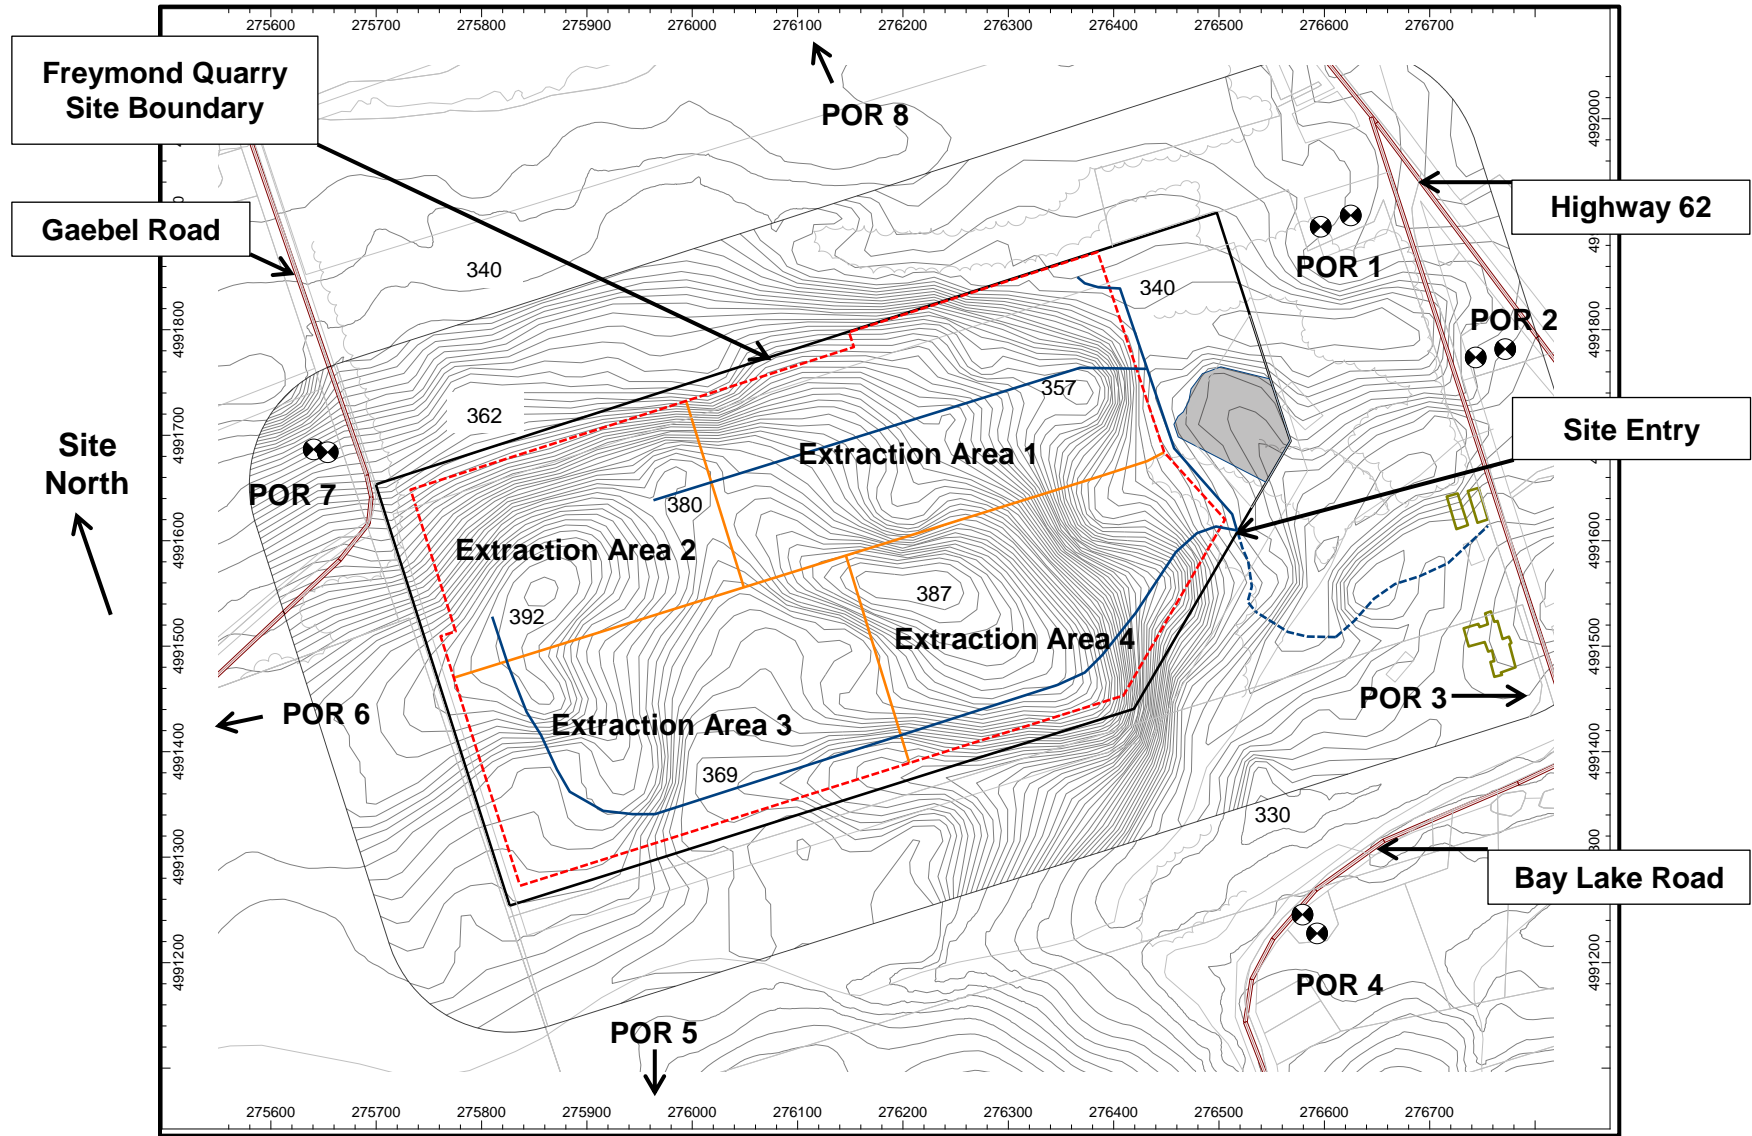 275600 275700 275800 275900 276000 276100 276200 276300 276400 276500 276600 276700
Freymond Quarry
Site Boundary
POR 8
4992000
Highway 62
Gaebel Road
POR 1
340
340
POR 2
4991800
4991800
357
362
Site Entry
Extraction Area 1
4991700
Site
North
POR 7
380
Extraction Area 2
4991600
4991600
387
392
Extraction Area 4
4991500
4991500
POR 3
POR 6
Extraction Area 3
4991400
4991400
369
330
4991300
Bay Lake Road
4991200
4991200
POR 4
POR 5
275600 275700 275800 275900 276000 276100 276200 276300 276400 276500 276600 276700